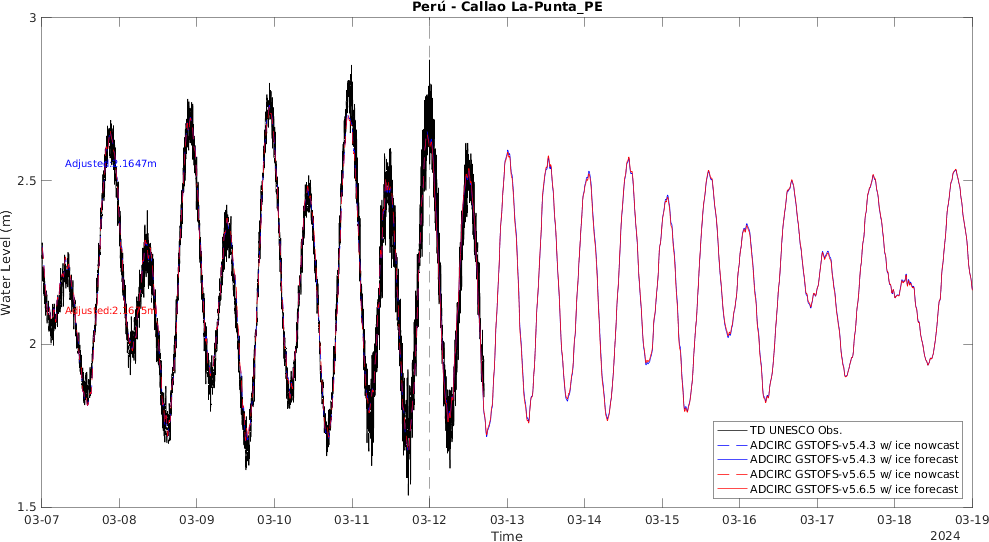 Perú - Callao La-Punta_PE
3
2.5
2
1.5
Water Level (m)
Adjusted:2.1647m
TD UNESCO Obs.
ADCIRC GSTOFS-v5.4.3 w/ ice nowcast
ADCIRC GSTOFS-v5.4.3 w/ ice forecast
ADCIRC GSTOFS-v5.6.5 w/ ice nowcast
ADCIRC GSTOFS-v5.6.5 w/ ice forecast
03-07 03-08 03-09 03-10 03-11 03-12 03-13 03-14 03-15 03-16 03-17 03-18 03-19
Time
2024